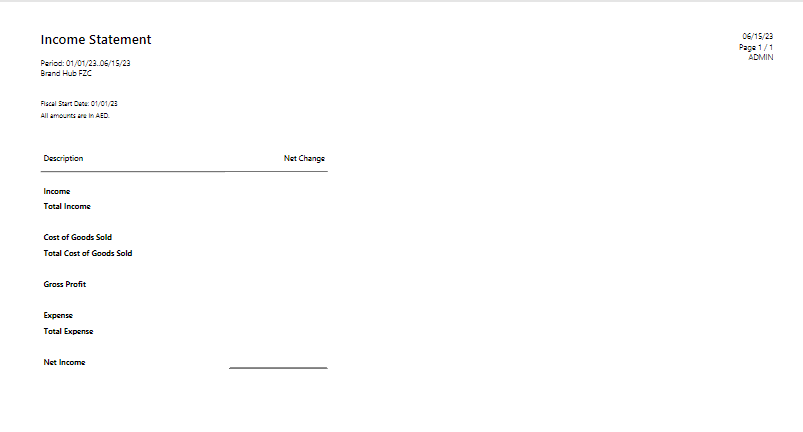 Income Statement
06/15/23
Page 1 / 1
ADMIN
Period: 01/01/23..06/15/23
Brand Hub FZC
Fiscal Start Date: 01/01/23
All amounts are in AED.
Description Net Change
Income
Total Income
Cost of Goods Sold
Total Cost of Goods Sold
Gross Profit
Expense
Total Expense
Net Income